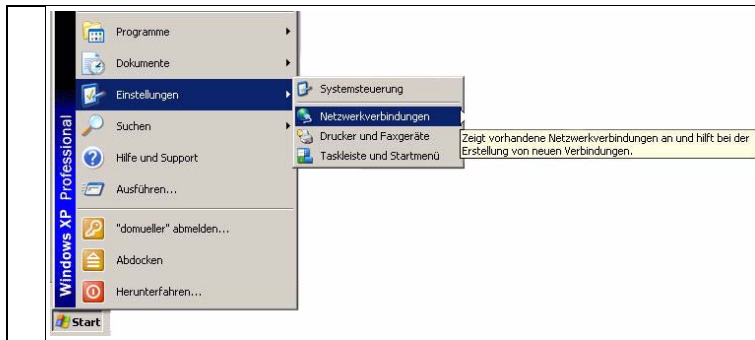 Programme
Dokumente
Einstellungen
Suchen
Hilfe und Support
Ausführen...
"domueller" abmelden...
Abdocken
Herunterfahren...
Windows XP Professional
Start
Systemsteuerung
Netzwerkverbindungen
Drucker und Faxgeräte
Taskleiste und Startmenü
Zeigt vorhandene Netzwerkverbindungen an und hilft bei der
Erstellung von neuen Verbindungen.